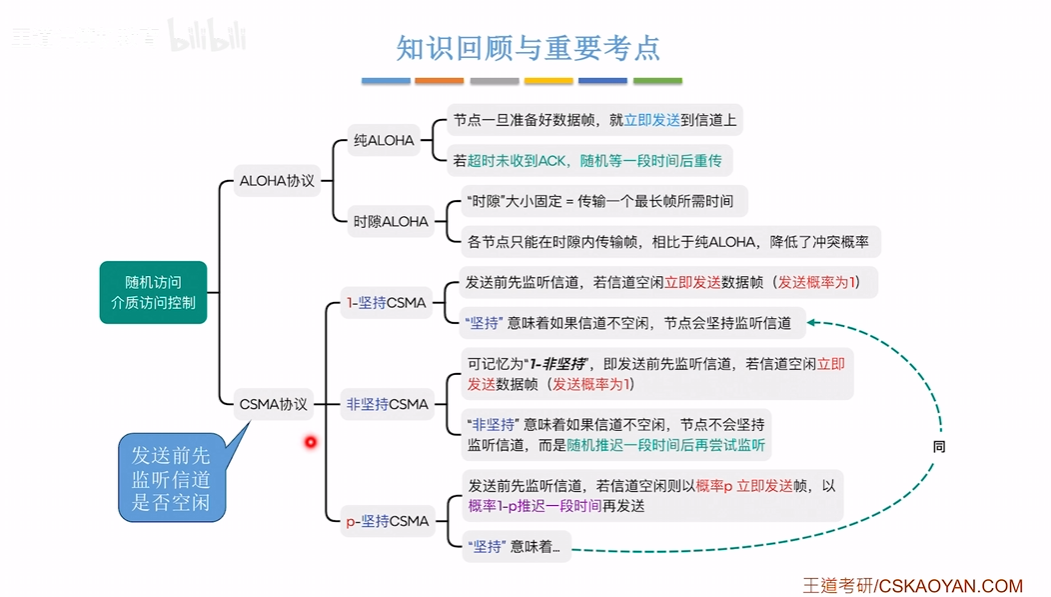 bilibili
知识回顾与重要考点
节点一旦准备好数据帧，就立即发送到信道上
纯ALOHA
若超时未收到ACK，随机等一段时间后重传
ALOHA协议
“时隙”大小固定 = 传输一个最长帧所需时间
时隙ALOHA
各节点只能在时隙内传输帧，相比于纯ALOHA，降低了冲突概率
随机访问
介质访问控制
发送前先监听信道，若信道空闲立即发送数据帧（发送概率为1）
1-坚持CSMA
“坚持” 意味着如果信道不空闲，节点会坚持监听信道
可记忆为“1-非坚持”，即发送前先监听信道，若信道空闲立即
发送数据帧（发送概率为1）
CSMA协议
非坚持CSMA
“非坚持” 意味着如果信道不空闲，节点不会坚持
监听信道，而是随机推迟一段时间后再尝试监听
同
发送前先
监听信道
是否空闲
发送前先监听信道，若信道空闲则以概率p 立即发送帧，以
概率1-p推迟一段时间再发送
p-坚持CSMA
“坚持” 意味着...
王道考研/CSKAOYAN.COM